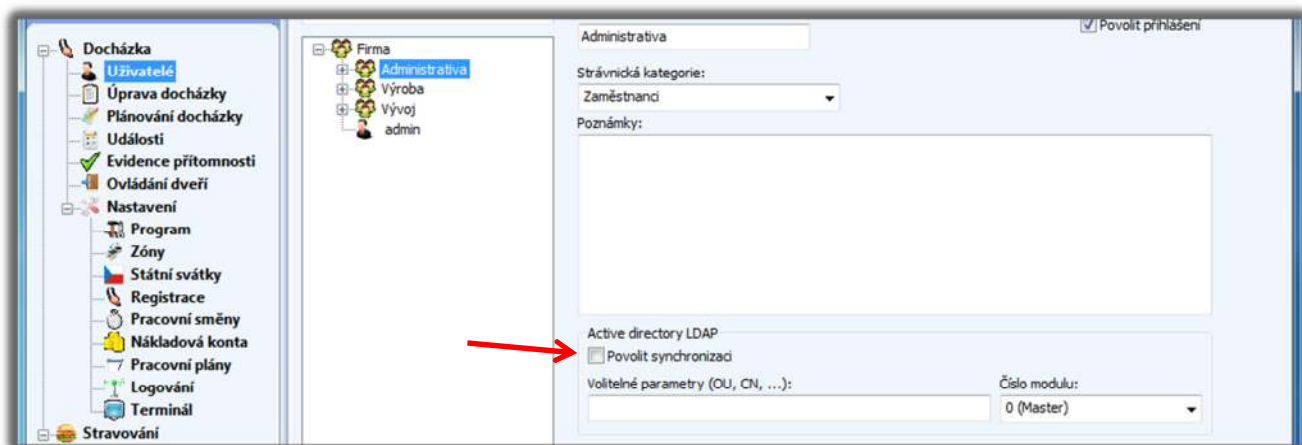 Docházka
Uživatelé
Úprava docházky
Plánování docházky
Události
Evidence přítomnosti
Ovládání dveří
Nastavení
Program
Zóny
Státní svátky
Registrace
Pracovní směny
Nákladová konta
Pracovní plány
Logování
Terminál
Stravování
Firma
Administrativa
Výroba
Vývoj
admin
Administrativa
Povolit přihlášení
Strávnická kategorie:
Zaměstnanci
Poznámky:
Active directory LDAP
Povolit synchronizaci
Volitelné parametry (OU, CN, ...):
Číslo modulu:
0 (Master)